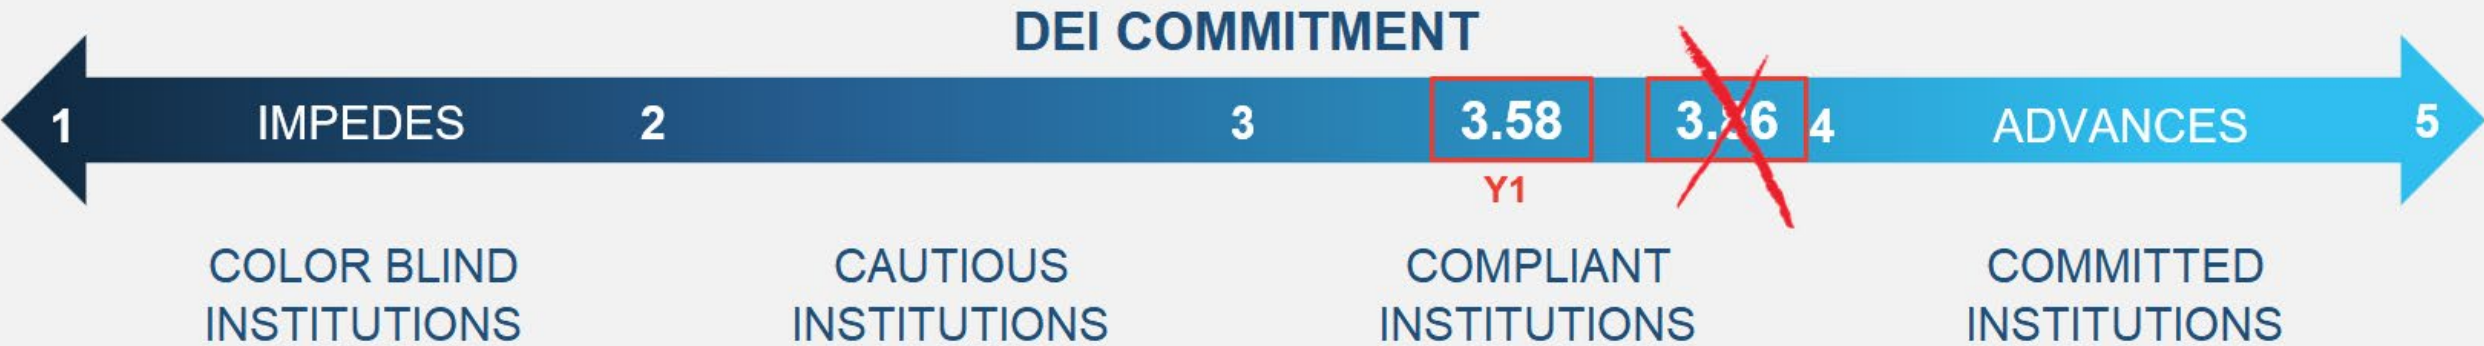 DEI COMMITMENT
1 IMPEDES 2 3 3.58 4 ADVANCES 5
Y1
COLOR BLIND CAUTIOUS COMPLIANT COMMITTED
INSTITUTIONS INSTITUTIONS INSTITUTIONS INSTITUTIONS